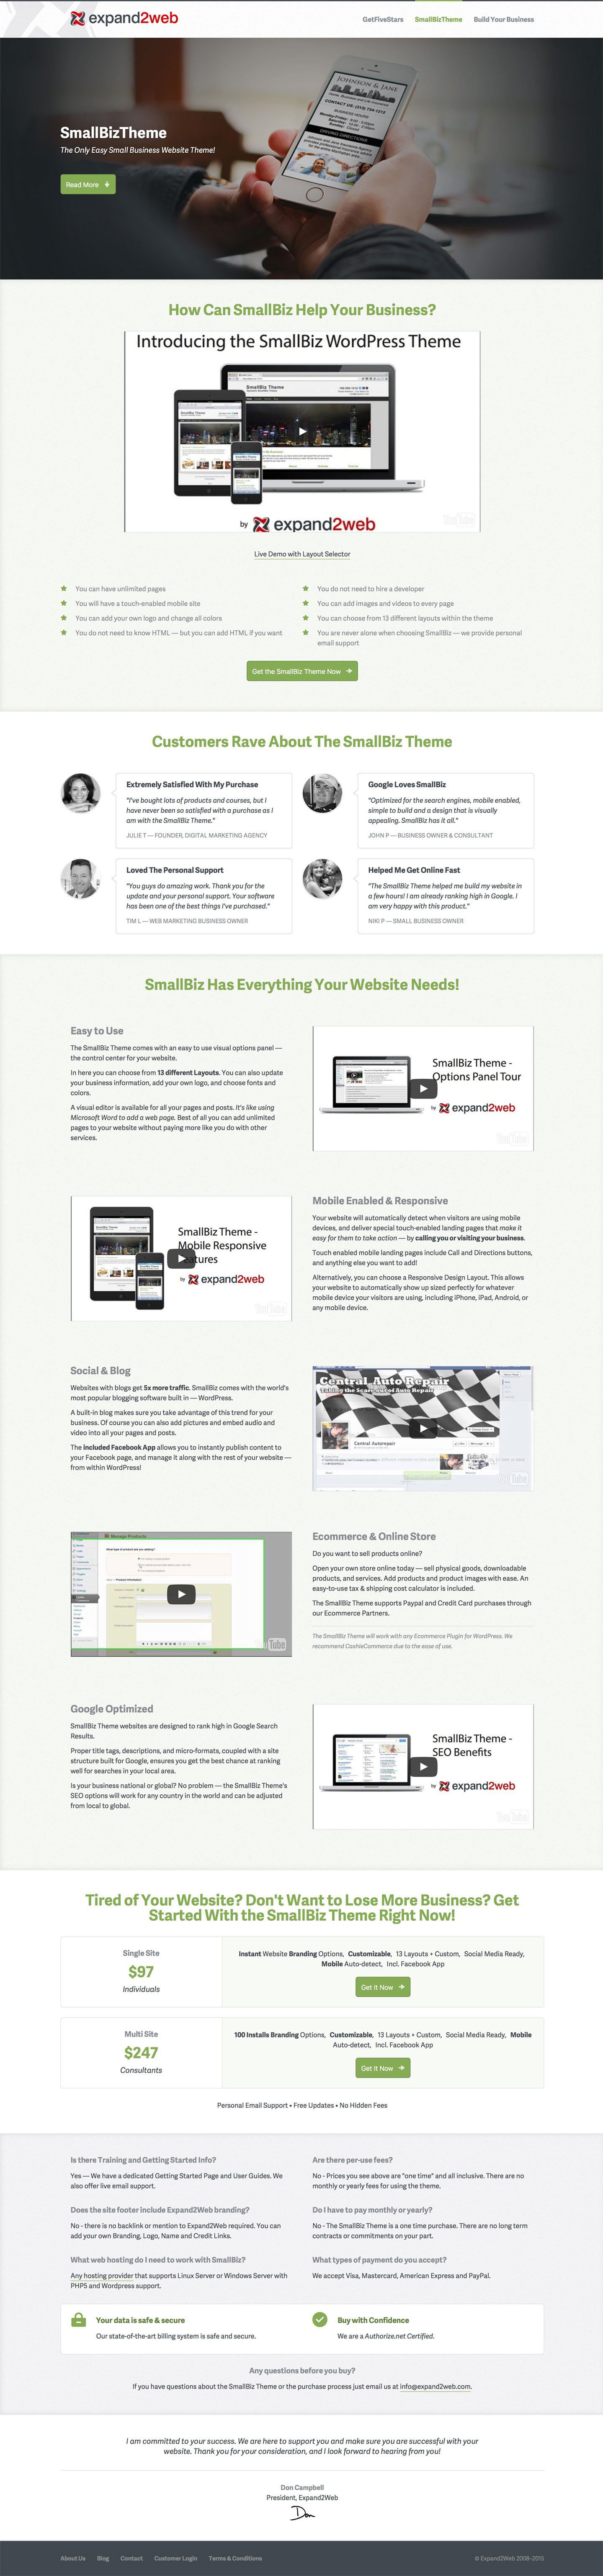 expand2web
GetFiveStars SmallBizTheme Build Your Business
JOHNSON & JANE
CONTACT US: (310) 798-1212
BUSINESS HOURS
DRIVING DIRECTIONS
SmallBizTheme
The Only Easy Small Business Website Theme!
Read More
How Can SmallBiz Help Your Business?
Introducing the SmallBiz WordPress Theme
SmallBiz Theme
by expand2web
YouTube
Live Demo with Layout Selector
You can have unlimited pages
You will have a touch-enabled mobile site
You can add your own logo and change all colors
You do not need to know HTML — but you can add HTML if you want
You do not need to hire a developer
You can add images and videos to every page
You can choose from 13 different layouts within the theme
You are never alone when choosing SmallBiz — we provide personal
email support
Get the SmallBiz Theme Now
Customers Rave About The SmallBiz Theme
Extremely Satisfied With My Purchase
"I've bought lots of products and courses, but I
have never been so satisfied with a purchase as I
am with the SmallBiz Theme."
JULIE T — FOUNDER, DIGITAL MARKETING AGENCY
Google Loves SmallBiz
"Optimized for the search engines, mobile enabled,
simple to build and a design that is visually
appealing. SmallBiz has it all."
JOHN P — BUSINESS OWNER & CONSULTANT
Loved The Personal Support
"You guys do amazing work. Thank you for the
update and your personal support. Your software
has been one of the best things I've purchased."
TIM L — WEB MARKETING BUSINESS OWNER
Helped Me Get Online Fast
"The SmallBiz Theme helped me build my website in
a few hours! I am already ranking high in Google. I
am very happy with this product."
NIKI P — SMALL BUSINESS OWNER
SmallBiz Has Everything Your Website Needs!
Easy to Use
The SmallBiz Theme comes with an easy to use visual options panel —
the control center for your website.
In here you can choose from 13 different Layouts. You can also update
your business information, add your own logo, and choose fonts and
colors.
A visual editor is available for all your pages and posts. It's like using
Microsoft Word to add a web page. Best of all you can add unlimited
pages to your website without paying more like you do with other
services.
SmallBiz Theme -
Options Panel Tour
by expand2web
YouTube
SmallBiz Theme -
Mobile Responsive
Features
by expand2web
YouTube
Mobile Enabled & Responsive
Your website will automatically detect when visitors are using mobile
devices, and deliver special touch-enabled landing pages that make it
easy for them to take action — by calling you or visiting your business.
Touch enabled mobile landing pages include Call and Directions buttons,
and anything else you want to add!
Alternatively, you can choose a Responsive Design Layout. This allows
your website to automatically show up sized perfectly for whatever
mobile device your visitors are using, including iPhone, iPad, Android, or
any mobile device.
Social & Blog
Websites with blogs get 5x more traffic. SmallBiz comes with the world's
most popular blogging software built in — WordPress.
A built-in blog makes sure you take advantage of this trend for your
business. Of course you can also add pictures and embed audio and
video into all your pages and posts.
The included Facebook App allows you to instantly publish content to
your Facebook page, and manage it along with the rest of your website —
from within WordPress!
Central Auto Repair
Taking the Scare out of Auto Repair
Central Autorepair
YouTube
Manage Products
YouTube
Ecommerce & Online Store
Do you want to sell products online?
Open your own store online today — sell physical goods, downloadable
products, and services. Add products and product images with ease. An
easy-to-use tax & shipping cost calculator is included.
The SmallBiz Theme supports Paypal and Credit Card purchases through
our Ecommerce Partners.
The SmallBiz Theme will work with any Ecommerce Plugin for WordPress. We
recommend CashieCommerce due to the ease of use.
Google Optimized
SmallBiz Theme websites are designed to rank high in Google Search
Results.
Proper title tags, descriptions, and micro-formats, coupled with a site
structure built for Google, ensures you get the best chance at ranking
well for searches in your local area.
Is your business national or global? No problem — the SmallBiz Theme's
SEO options will work for any country in the world and can be adjusted
from local to global.
SmallBiz Theme -
SEO Benefits
by expand2web
YouTube
Tired of Your Website? Don't Want to Lose More Business? Get
Started With the SmallBiz Theme Right Now!
Single Site
$97
Individuals
Instant Website Branding Options, Customizable, 13 Layouts + Custom, Social Media Ready,
Mobile Auto-detect, Incl. Facebook App
Get It Now
Multi Site
$247
Consultants
100 Installs Branding Options, Customizable, 13 Layouts + Custom, Social Media Ready, Mobile
Auto-detect, Incl. Facebook App
Get It Now
Personal Email Support • Free Updates • No Hidden Fees
Is there Training and Getting Started Info?
Yes — We have a dedicated Getting Started Page and User Guides. We
also offer live email support.
Are there per-use fees?
No - Prices you see above are "one time" and all inclusive. There are no
monthly or yearly fees for using the theme.
Does the site footer include Expand2Web branding?
No - there is no backlink or mention to Expand2Web required. You can
add your own Branding, Logo, Name and Credit Links.
Do I have to pay monthly or yearly?
No - The SmallBiz Theme is a one time purchase. There are no long term
contracts or commitments on your part.
What web hosting do I need to work with SmallBiz?
Any hosting provider that supports Linux Server or Windows Server with
PHP5 and Wordpress support.
What types of payment do you accept?
We accept Visa, Mastercard, American Express and PayPal.
Your data is safe & secure
Our state-of-the-art billing system is safe and secure.
Buy with Confidence
We are a Authorize.net Certified.
Any questions before you buy?
If you have questions about the SmallBiz Theme or the purchase process just email us at info@expand2web.com.
I am committed to your success. We are here to support you and make sure you are successful with your
website. Thank you for your consideration, and I look forward to hearing from you!
Don Campbell
President, Expand2Web
Don
About Us Blog Contact Customer Login Terms & Conditions
© Expand2Web 2008-2015